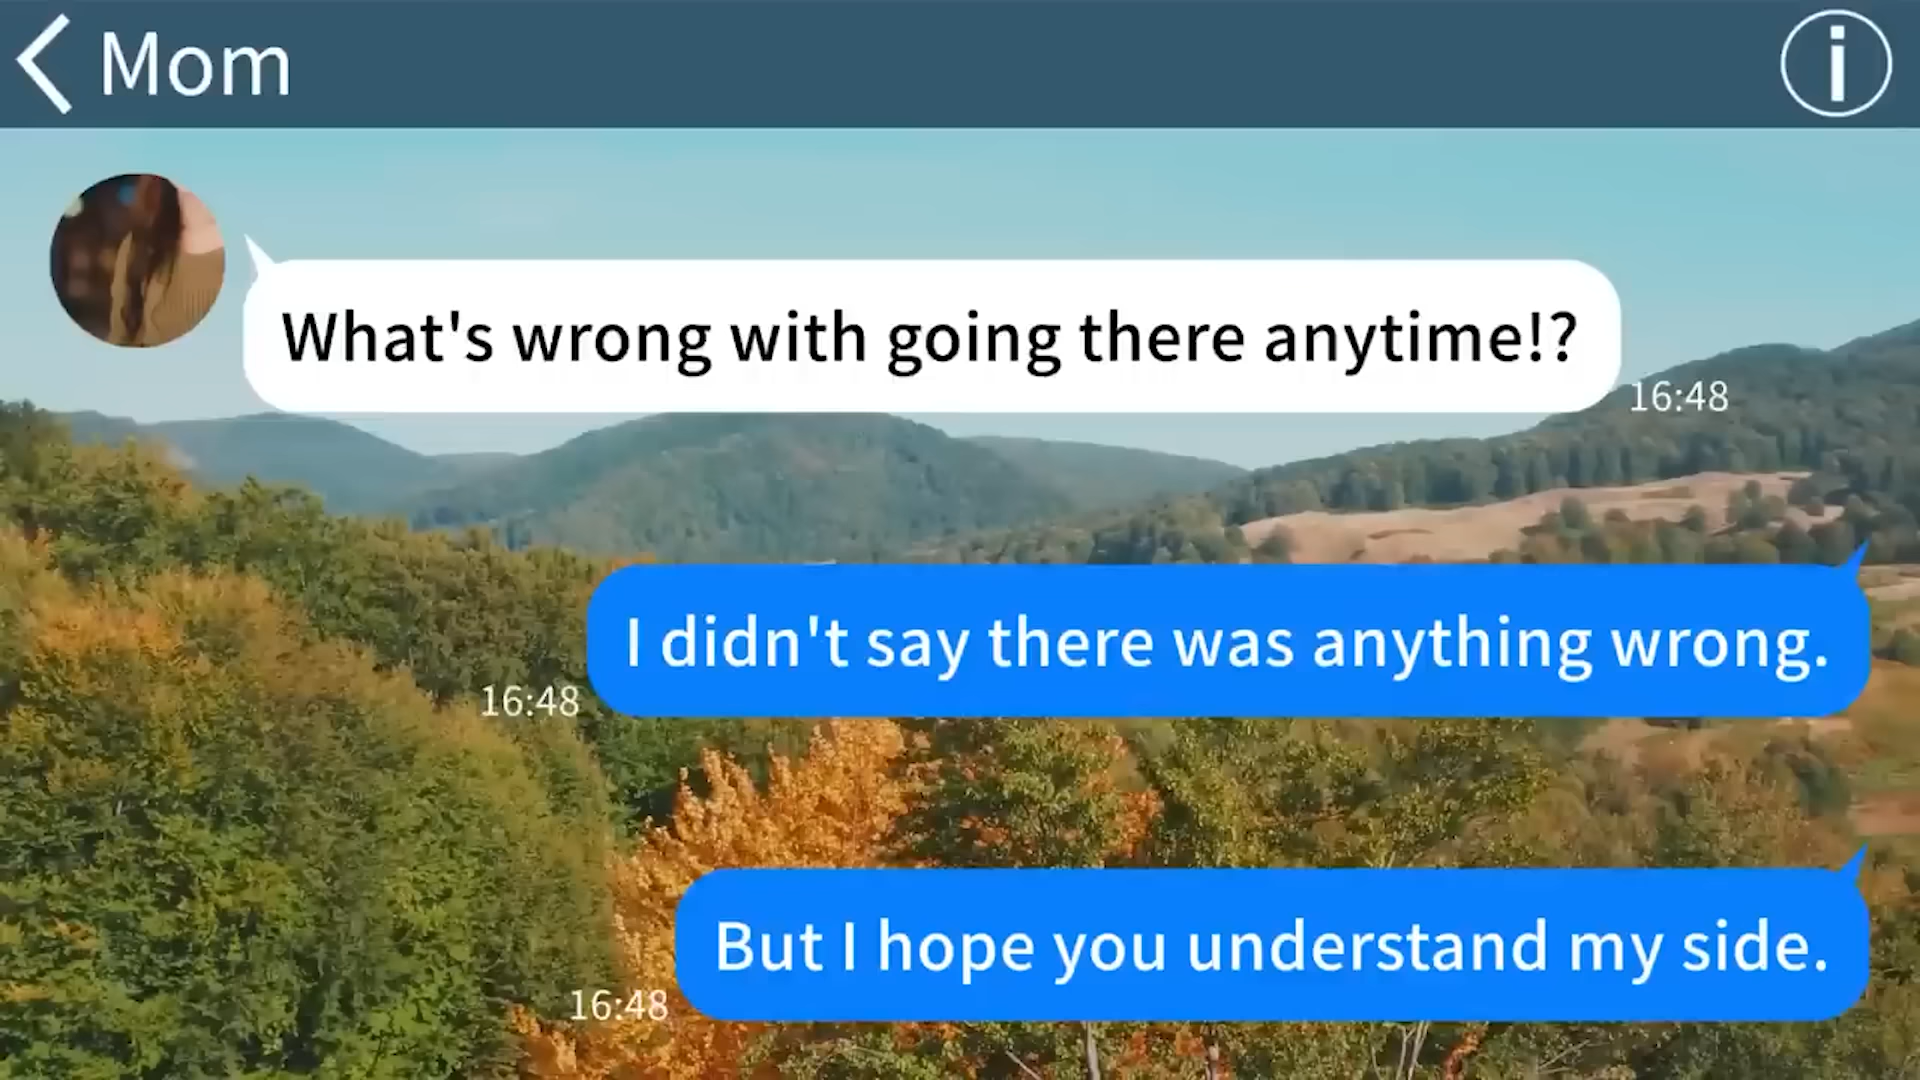 Mom
What's wrong with going there anytime!?
16:48
I didn't say there was anything wrong.
16:48
But I hope you understand my side.
16:48